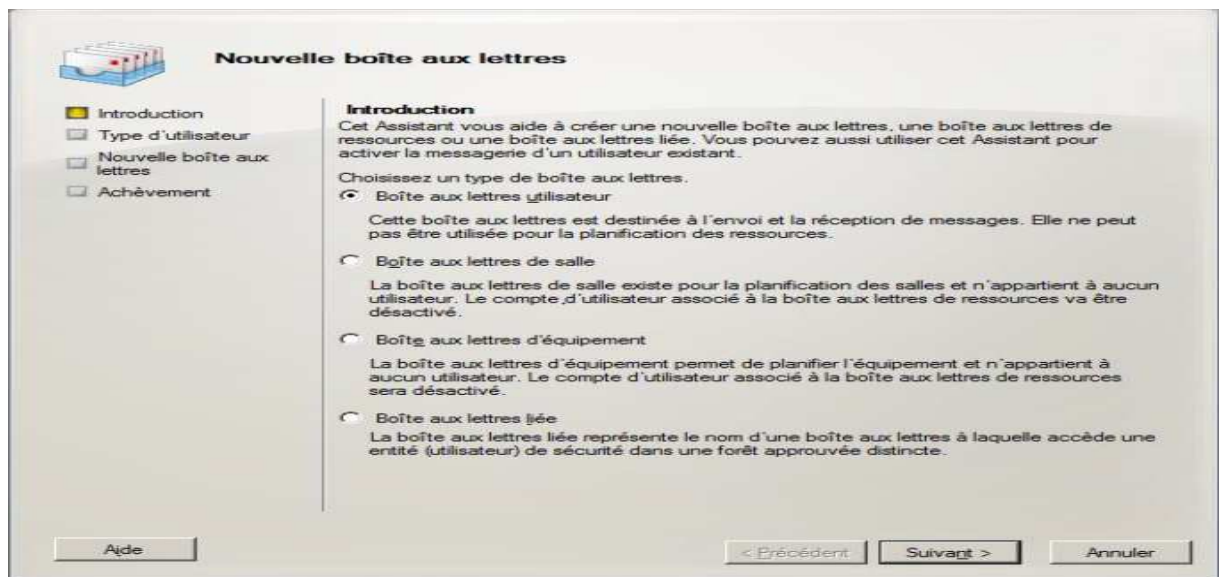 Nouvelle boîte aux lettres
Introduction
Type d'utilisateur
Nouvelle boîte aux
lettres
Achèvement
Introduction
Cet Assistant vous aide à créer une nouvelle boîte aux lettres, une boîte aux lettres de
ressources ou une boîte aux lettres liée. Vous pouvez aussi utiliser cet Assistant pour
activer la messagerie d'un utilisateur existant.
Choisissez un type de boîte aux lettres.
Boîte aux lettres utilisateur
Cette boîte aux lettres est destinée à l'envoi et la réception de messages. Elle ne peut
pas être utilisée pour la planification des ressources.
Boîte aux lettres de salle
La boîte aux lettres de salle existe pour la planification des salles et n'appartient à aucun
utilisateur. Le compte d'utilisateur associé à la boîte aux lettres de ressources va être
désactivé.
Boîte aux lettres d'équipement
La boîte aux lettres d'équipement permet de planifier l'équipement et n'appartient à
aucun utilisateur. Le compte d'utilisateur associé à la boîte aux lettres de ressources
sera désactivé.
Boîte aux lettres liée
La boîte aux lettres liée représente le nom d'une boîte aux lettres à laquelle accède une
entité (utilisateur) de sécurité dans une forêt approuvée distincte.
Aide
< Précédent
Suivant >
Annuler